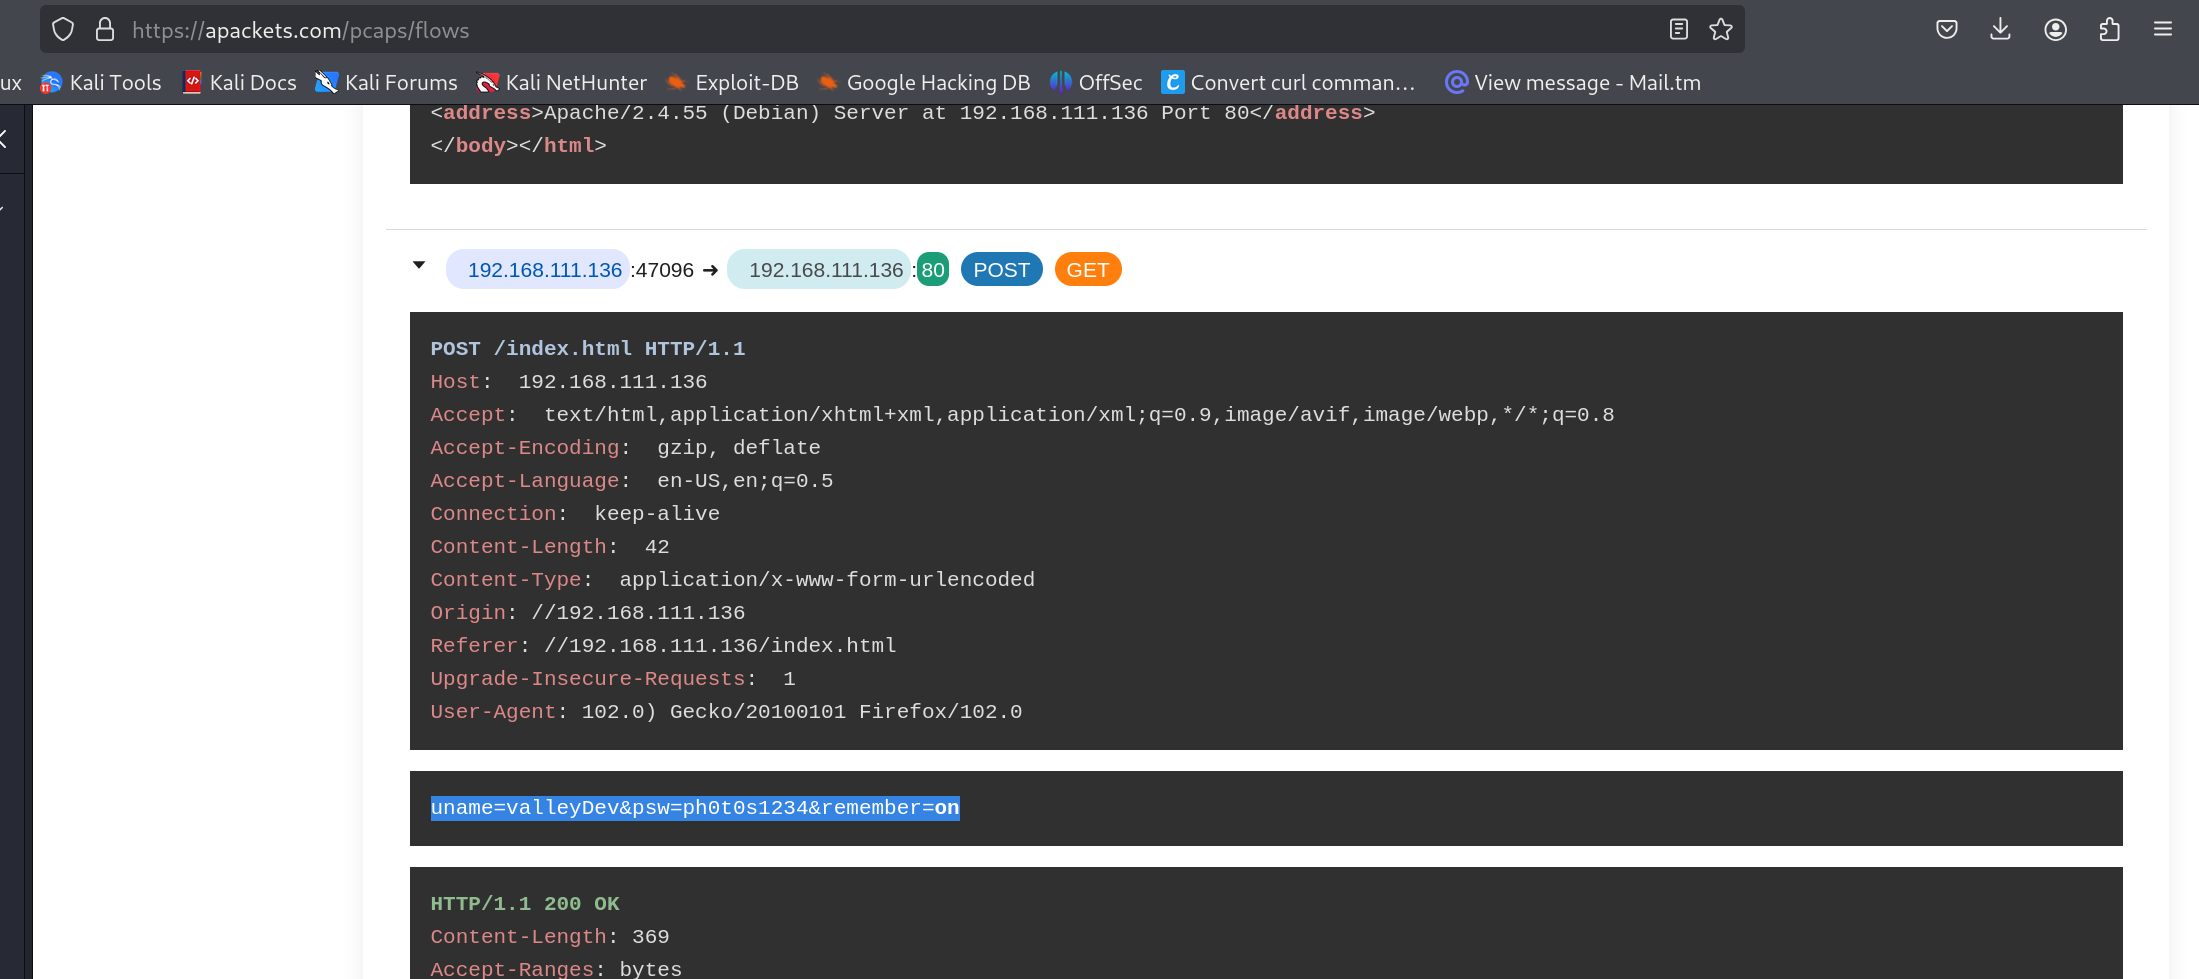 https://apackets.com/pcaps/flows
ux Kali Tools Kali Docs Kali Forums Kali NetHunter Exploit-DB Google Hacking DB OffSec Convert curl comman… View message - Mail.tm
<address>Apache/2.4.55 (Debian) Server at 192.168.111.136 Port 80</address>
</body></html>
192.168.111.136 :47096 ➜ 192.168.111.136 : 80 POST GET
POST /index.html HTTP/1.1
Host:  192.168.111.136
Accept:  text/html,application/xhtml+xml,application/xml;q=0.9,image/avif,image/webp,*/*;q=0.8
Accept-Encoding:  gzip, deflate
Accept-Language:  en-US,en;q=0.5
Connection:  keep-alive
Content-Length:  42
Content-Type:  application/x-www-form-urlencoded
Origin: //192.168.111.136
Referer: //192.168.111.136/index.html
Upgrade-Insecure-Requests:  1
User-Agent: 102.0) Gecko/20100101 Firefox/102.0
uname=valleyDev&psw=ph0t0s1234&remember=on
HTTP/1.1 200 OK
Content-Length: 369
Accept-Ranges: bytes